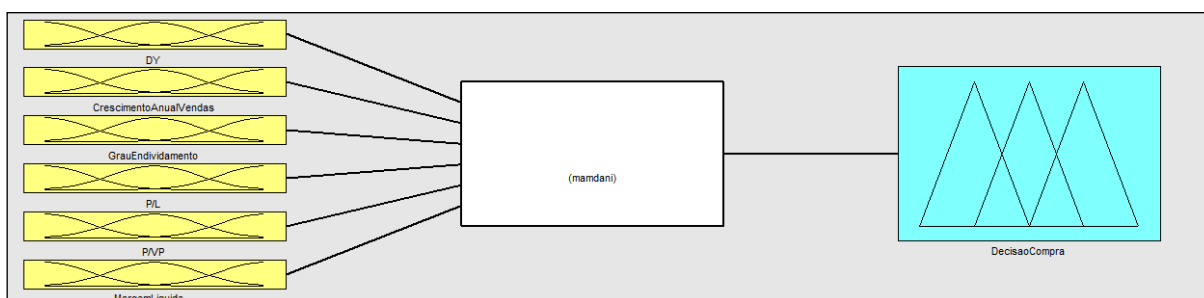 DY
CrescimentoAnualVendas
GrauEndividamento
P/L
P/VP
(mamdani)
DecisaoCompra